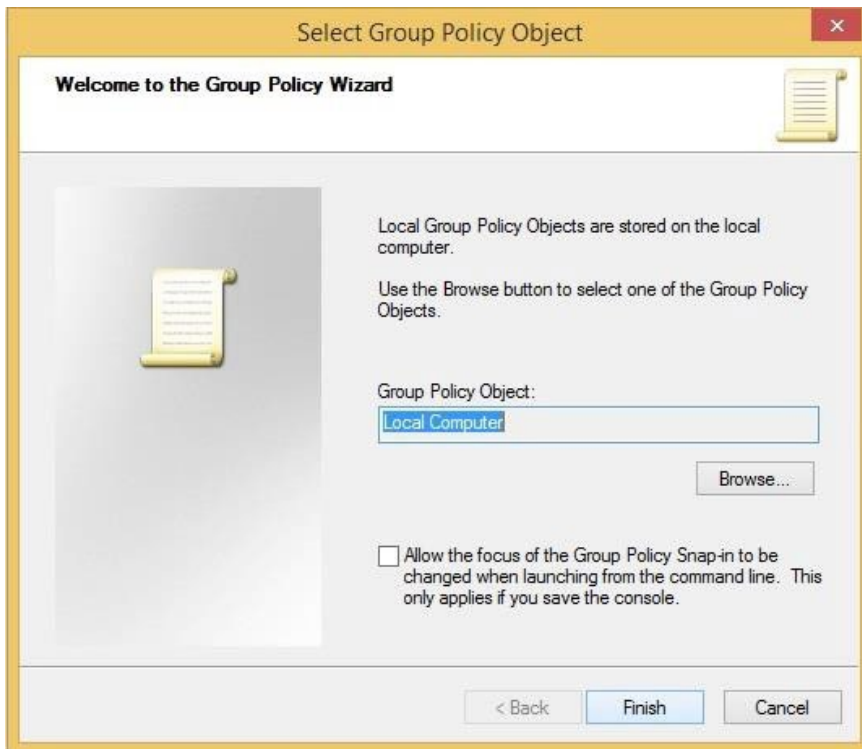 Select Group Policy Object
Welcome to the Group Policy Wizard
Local Group Policy Objects are stored on the local
computer.
Use the Browse button to select one of the Group Policy
Objects.
Group Policy Object:
Local Computer
Browse...
Allow the focus of the Group Policy Snap-in to be
changed when launching from the command line. This
only applies if you save the console.
< Back Finish Cancel